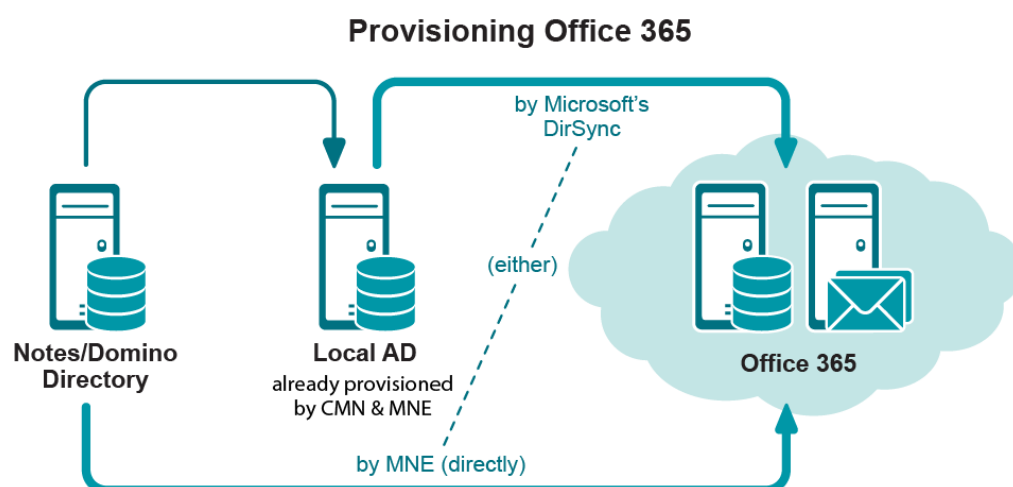 Provisioning Office 365
by Microsoft's
DirSync
(either)
Notes/Domino
Directory
Local AD
already provisioned
by CMN & MNE
Office 365
by MNE (directly)